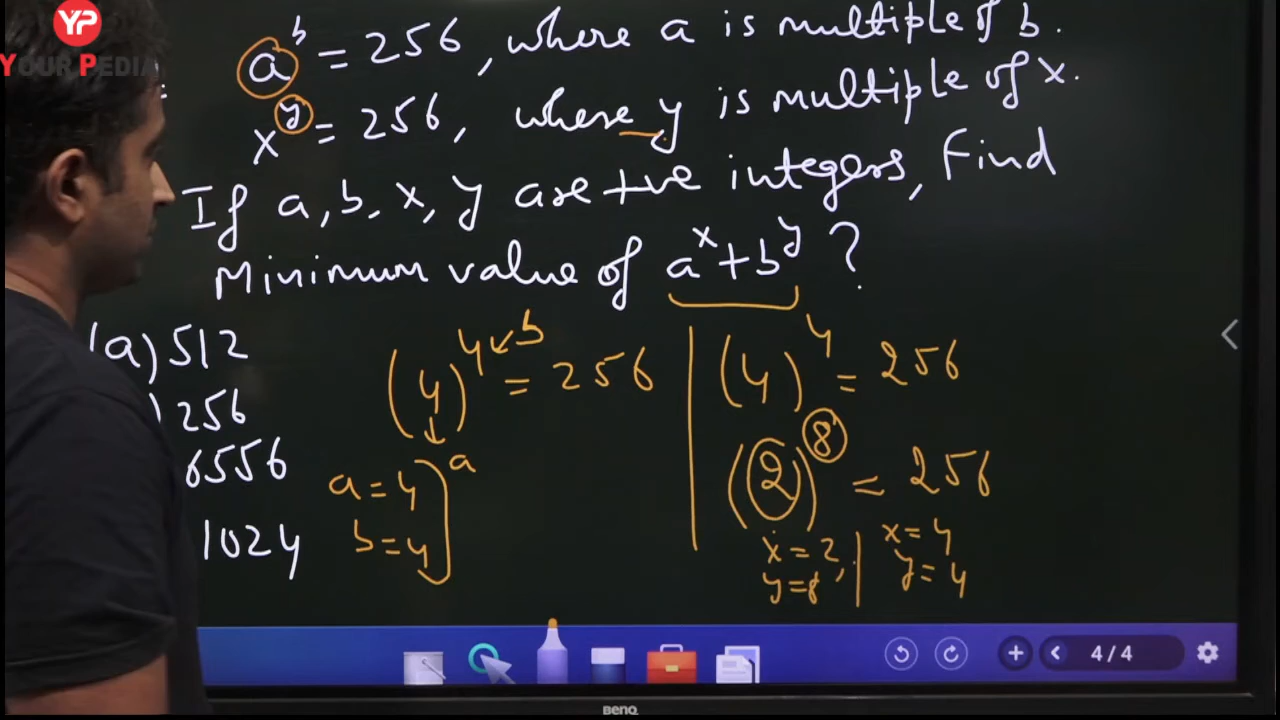 YP
YOUR PEDIA
a^b = 256, where a is multiple of b.
x^y = 256, where y is multiple of x.
If a, b, x, y are +ve integers, Find
Minimum value of a^x + b^y ?
(a) 512
) 256
6556
1024
(4)^4 ↙ b = 256
↓
a = 4 ] a
b = 4
(4)^4 = 256
(2)^8 = 256
x = 2, | x = 4
y = 8 | y = 4
4 / 4
BenQ